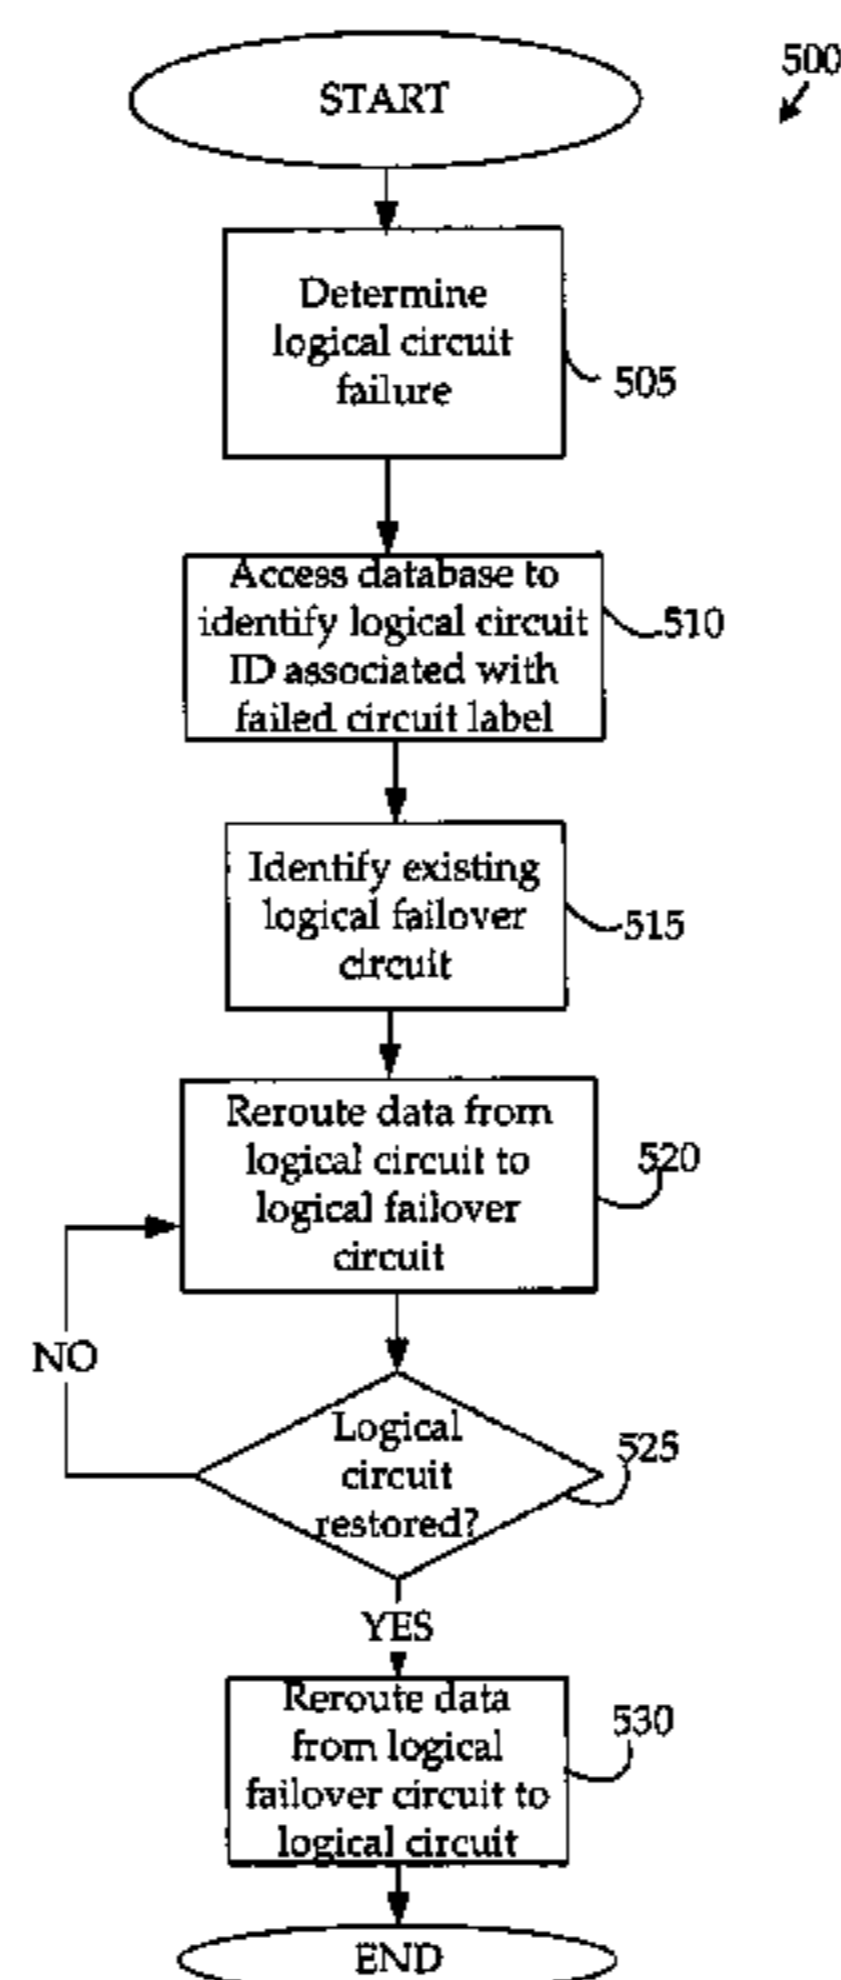 500
START
Determine
logical circuit
failure
505
Access database to
identify logical circuit
ID associated with
failed circuit label
510
Identify existing
logical failover
circuit
515
Reroute data from
logical circuit to
logical failover
circuit
520
NO
Logical
circuit
restored?
525
YES
Reroute data
from logical
failover circuit to
logical circuit
530
END